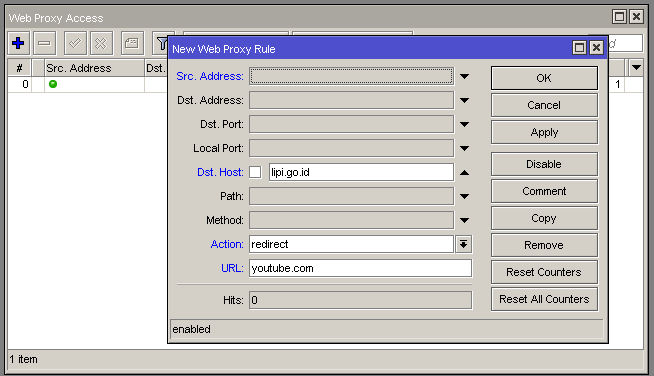 Web Proxy Access
# Src. Address Dst.
0 1
1 item
New Web Proxy Rule
Src. Address:
Dst. Address:
Dst. Port:
Local Port:
Dst. Host: lipi.go.id
Path:
Method:
Action: redirect
URL: youtube.com
Hits: 0
enabled
OK
Cancel
Apply
Disable
Comment
Copy
Remove
Reset Counters
Reset All Counters